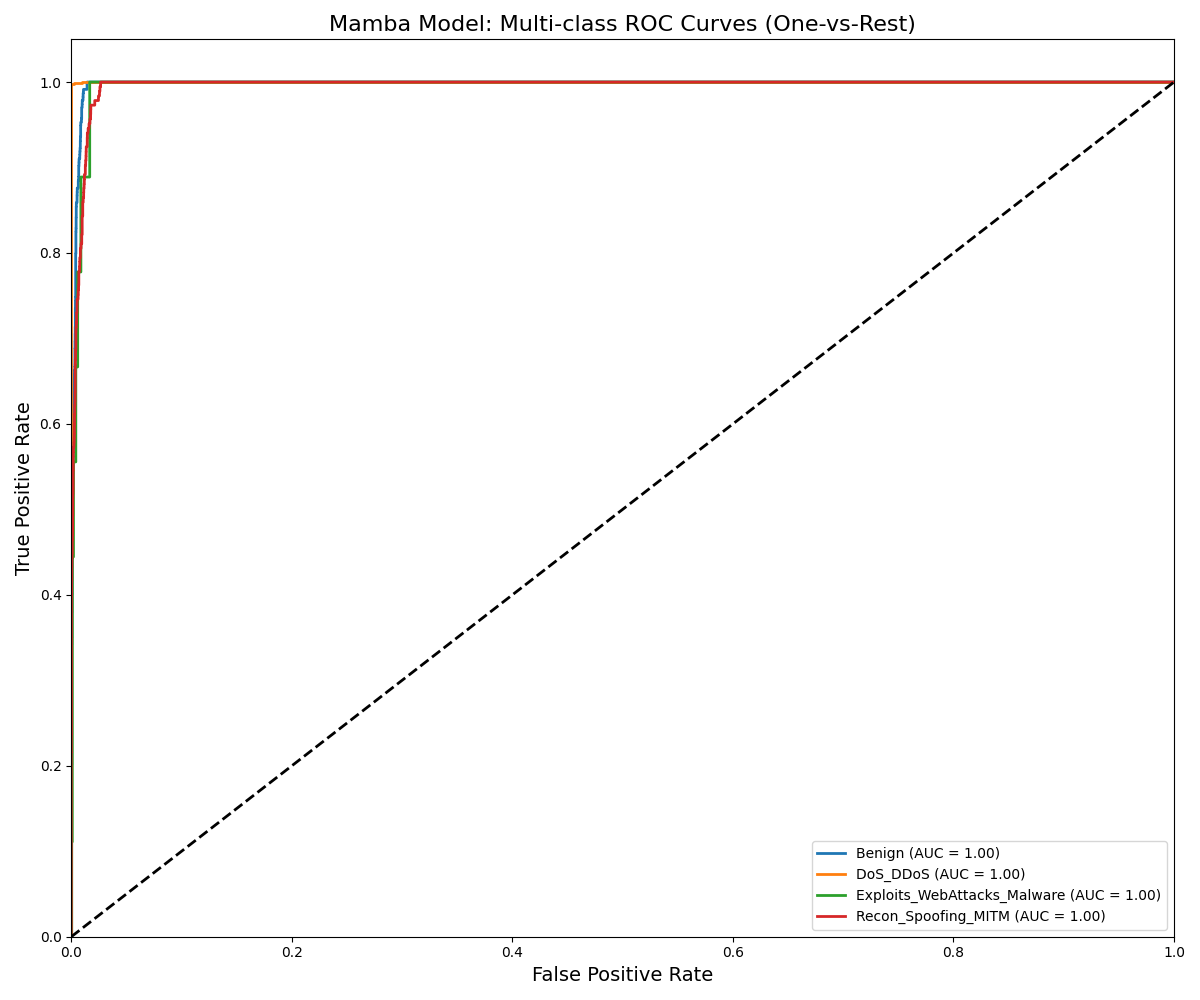 Mamba Model: Multi-class ROC Curves (One-vs-Rest)
1.0
0.8
0.6
0.4
0.2
0.0
True Positive Rate
0.0 0.2 0.4 0.6 0.8 1.0
False Positive Rate
Benign (AUC = 1.00)
DoS_DDoS (AUC = 1.00)
Exploits_WebAttacks_Malware (AUC = 1.00)
Recon_Spoofing_MITM (AUC = 1.00)